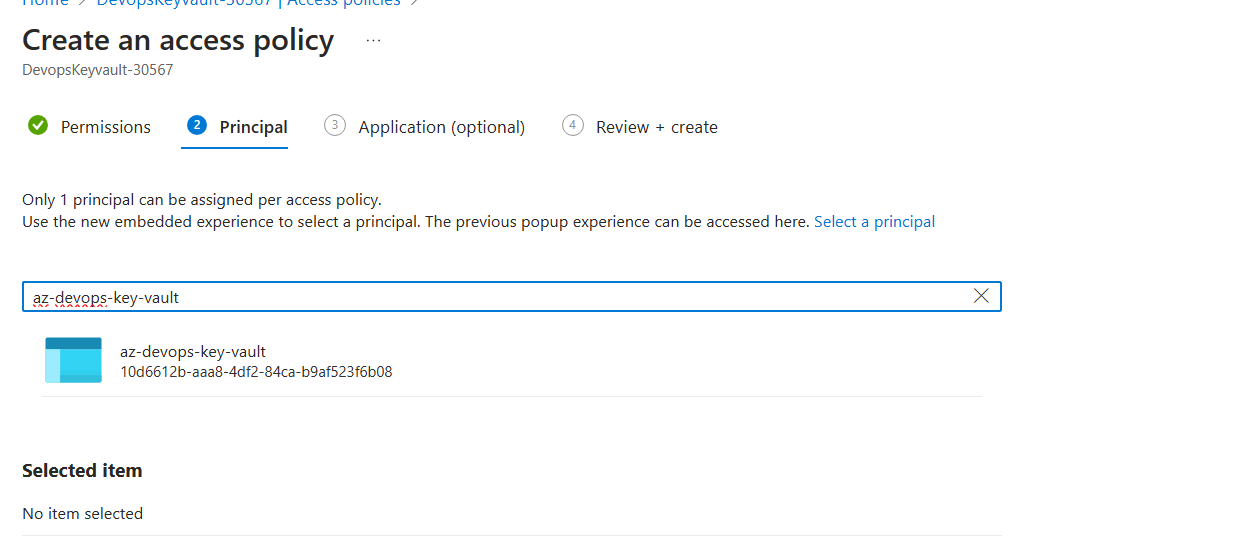 Home > DevopsKeyvault-30567 | Access policies >
Create an access policy ...
DevopsKeyvault-30567
Permissions 2 Principal 3 Application (optional) 4 Review + create
Only 1 principal can be assigned per access policy.
Use the new embedded experience to select a principal. The previous popup experience can be accessed here. Select a principal
az-devops-key-vault
az-devops-key-vault
10d6612b-aaa8-4df2-84ca-b9af523f6b08
Selected item
No item selected